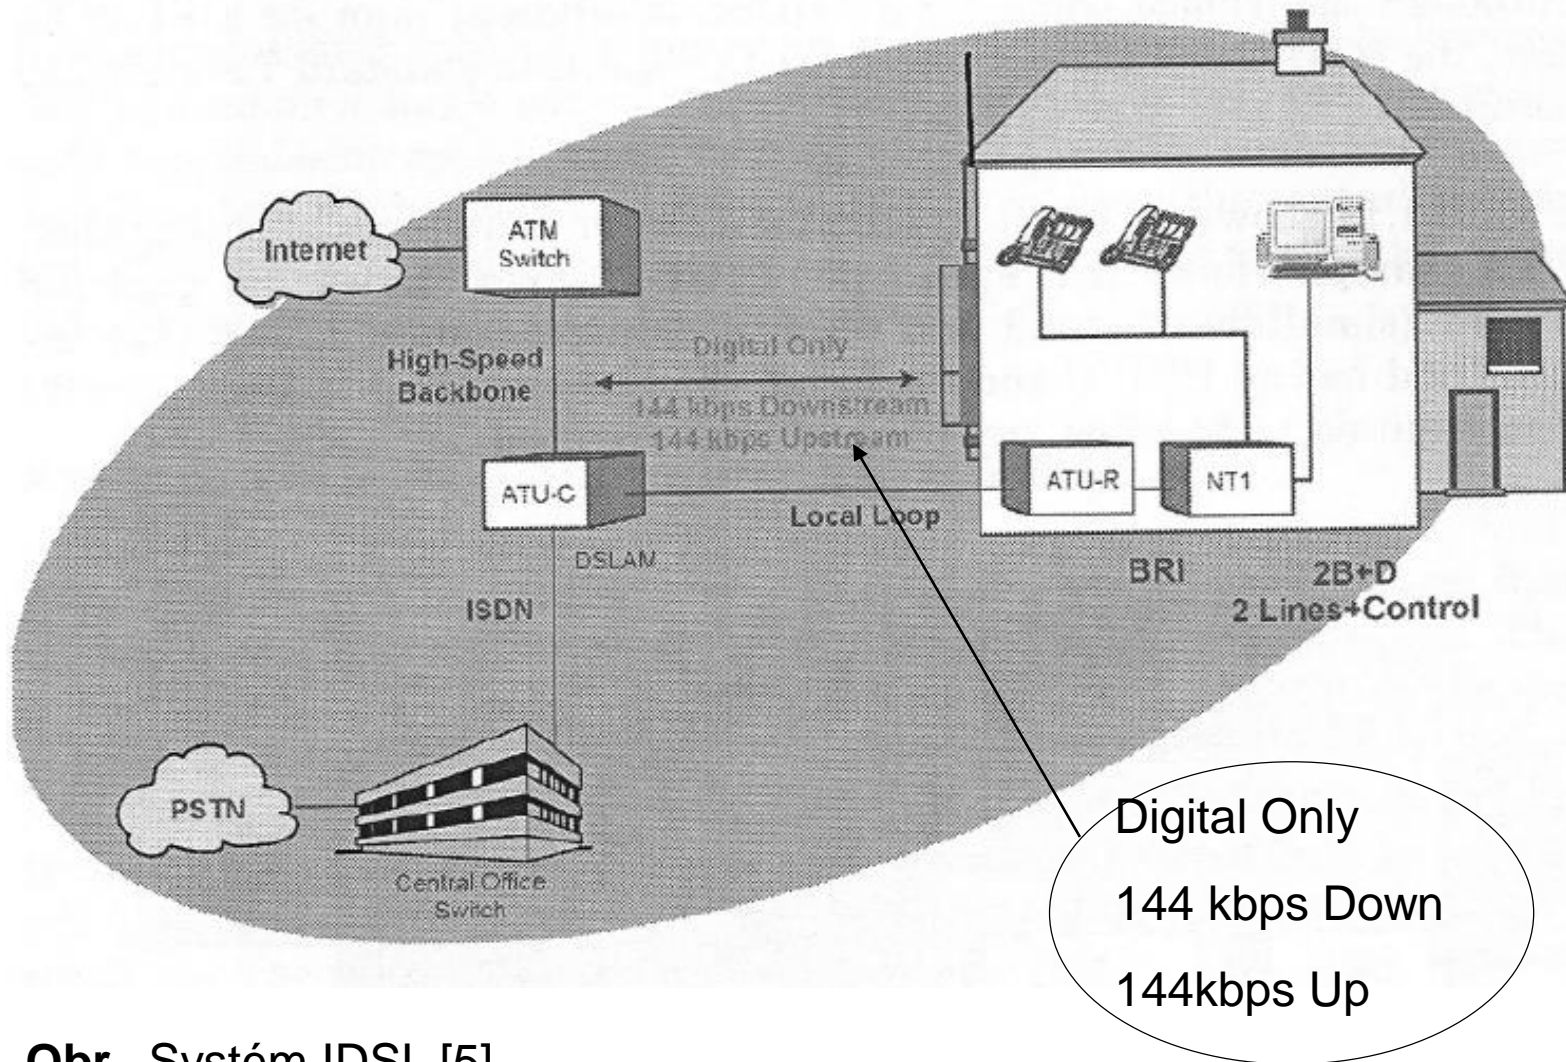 Internet
ATM
Switch
High-Speed
Backbone
Digital Only
144 kbps Downstream
144 kbps Upstream
ATU-C
DSLAM
Local Loop
ATU-R
NT1
BRI
2B+D
2 Lines+Control
ISDN
PSTN
Central Office
Switch
Digital Only
144 kbps Down
144kbps Up
Obr. Systém IDSL [5]